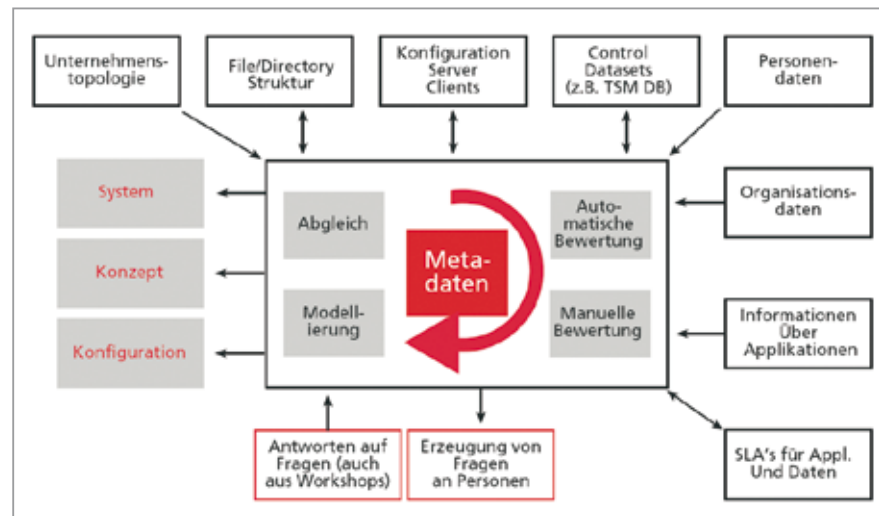 Unternehmens-
topologie
File/Directory
Struktur
Konfiguration
Server
Clients
Control
Datasets
(z.B. TSM DB)
Personen-
daten
System
Konzept
Konfiguration
Abgleich
Modell-
ierung
Meta-
daten
Auto-
matische
Bewertung
Manuelle
Bewertung
Organisations-
daten
Informationen
Über
Applikationen
SLA's für Appl.
Und Daten
Antworten auf
Fragen (auch
aus Workshops)
Erzeugung von
Fragen
an Personen